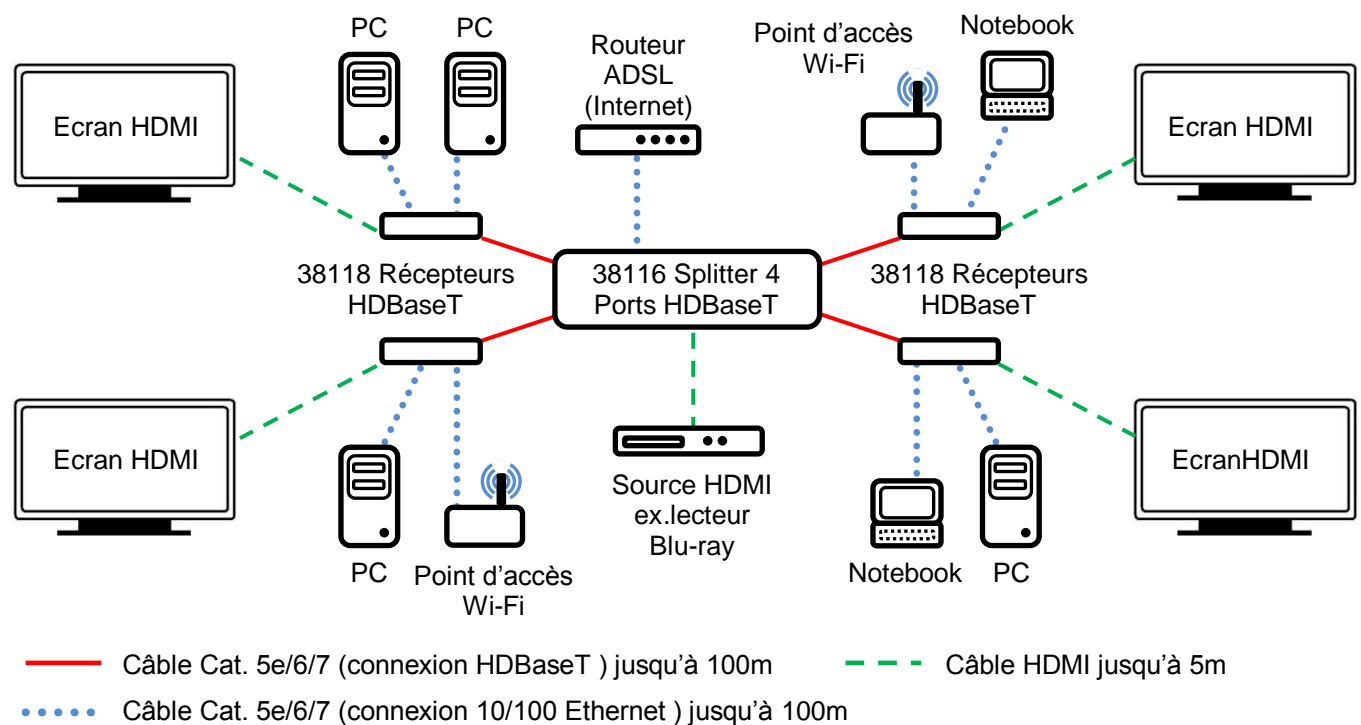 PC
PC
Routeur
ADSL
(Internet)
Point d'accès
Wi-Fi
Notebook
Ecran HDMI
Ecran HDMI
38118 Récepteurs
HDBaseT
38116 Splitter 4
Ports HDBaseT
38118 Récepteurs
HDBaseT
Ecran HDMI
EcranHDMI
Source HDMI
ex.lecteur
Blu-ray
PC
Point d'accès
Wi-Fi
Notebook
PC
Câble Cat. 5e/6/7 (connexion HDBaseT ) jusqu'à 100m
Câble HDMI jusqu'à 5m
Câble Cat. 5e/6/7 (connexion 10/100 Ethernet ) jusqu'à 100m